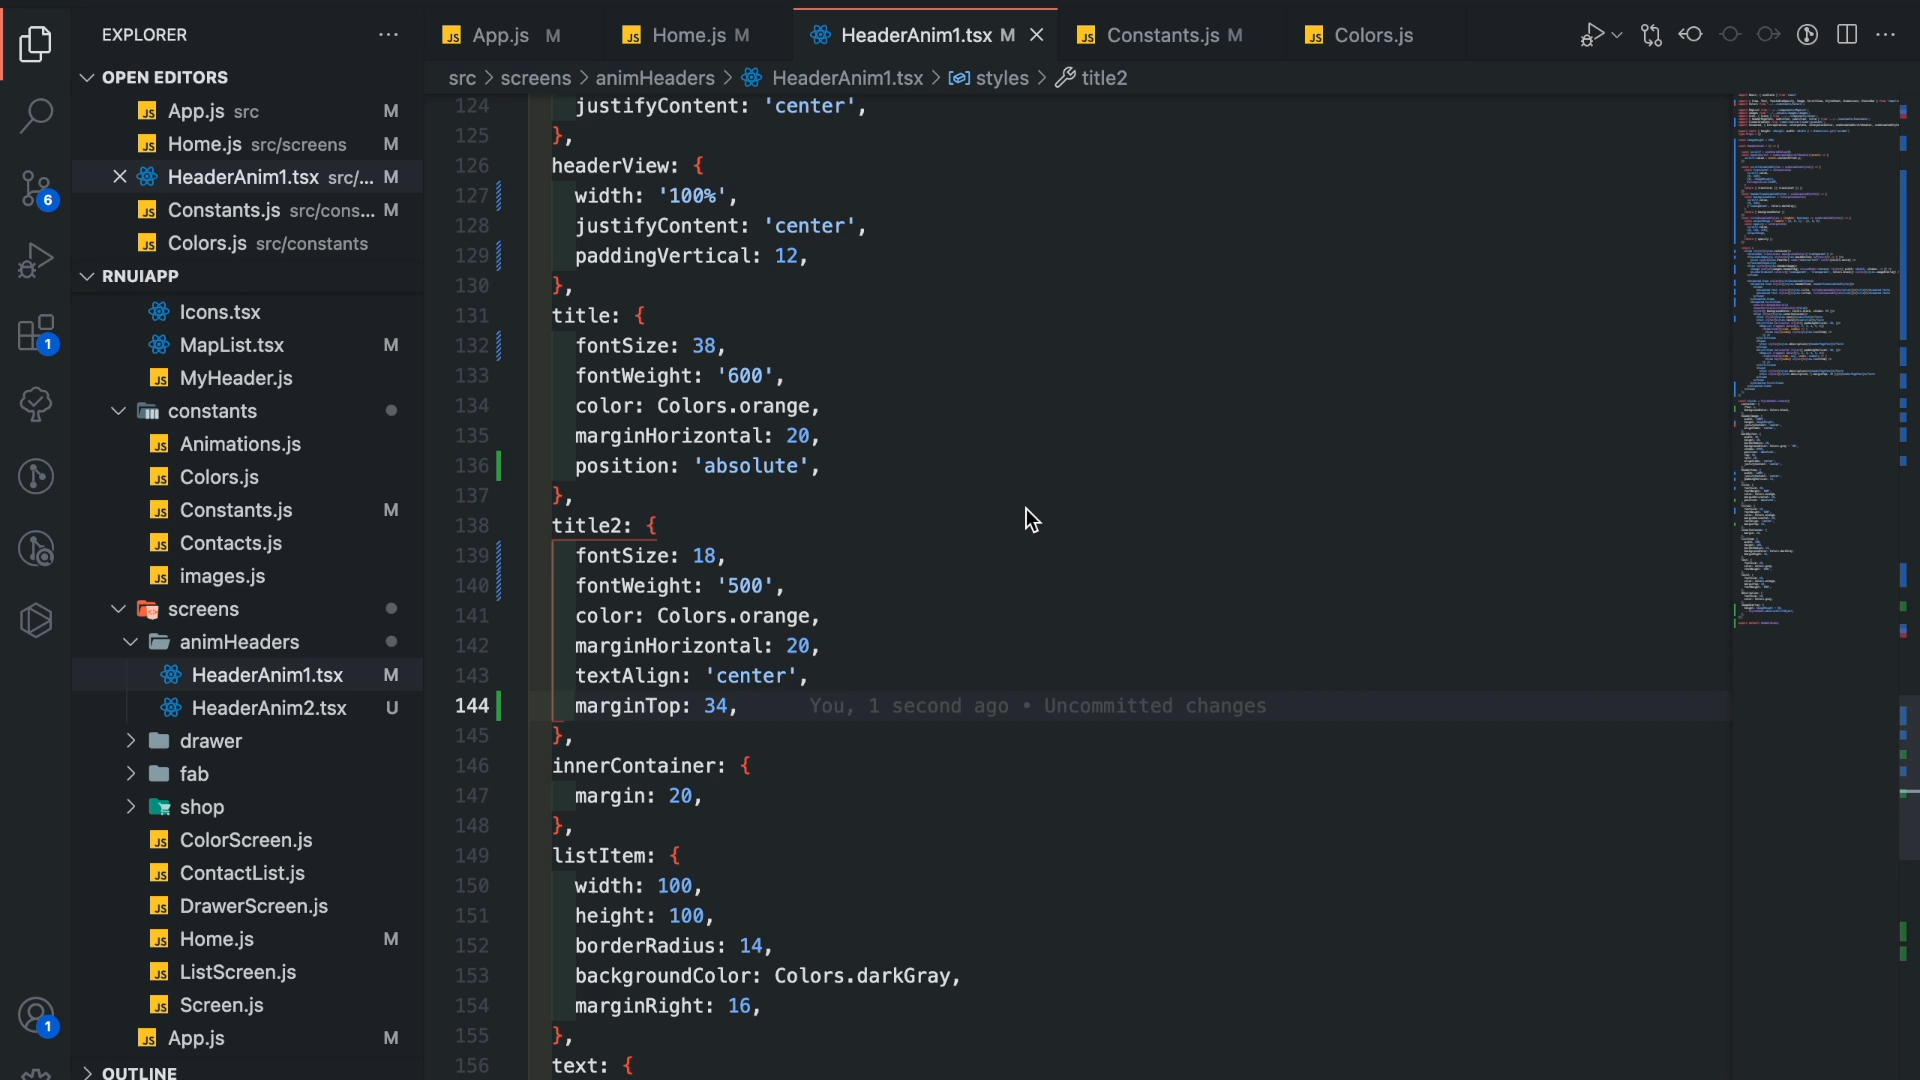 EXPLORER
OPEN EDITORS
App.js src M
Home.js src/screens M
HeaderAnim1.tsx src/... M
Constants.js src/cons... M
Colors.js src/constants
RNUIAPP
Icons.tsx
MapList.tsx M
MyHeader.js
constants
Animations.js
Colors.js
Constants.js M
Contacts.js
images.js
screens
animHeaders
HeaderAnim1.tsx M
HeaderAnim2.tsx U
drawer
fab
shop
ColorScreen.js
ContactList.js
DrawerScreen.js
Home.js M
ListScreen.js
Screen.js
App.js M
OUTLINE
6
1
1
App.js M
Home.js M
HeaderAnim1.tsx M
Constants.js M
Colors.js
src > screens > animHeaders > HeaderAnim1.tsx > styles > title2
124 justifyContent: 'center',
125 },
126 headerView: {
127 width: '100%',
128 justifyContent: 'center',
129 paddingVertical: 12,
130 },
131 title: {
132 fontSize: 38,
133 fontWeight: '600',
134 color: Colors.orange,
135 marginHorizontal: 20,
136 position: 'absolute',
137 },
138 title2: {
139 fontSize: 18,
140 fontWeight: '500',
141 color: Colors.orange,
142 marginHorizontal: 20,
143 textAlign: 'center',
144 marginTop: 34, You, 1 second ago • Uncommitted changes
145 },
146 innerContainer: {
147 margin: 20,
148 },
149 listItem: {
150 width: 100,
151 height: 100,
152 borderRadius: 14,
153 backgroundColor: Colors.darkGray,
154 marginRight: 16,
155 },
156 text: {